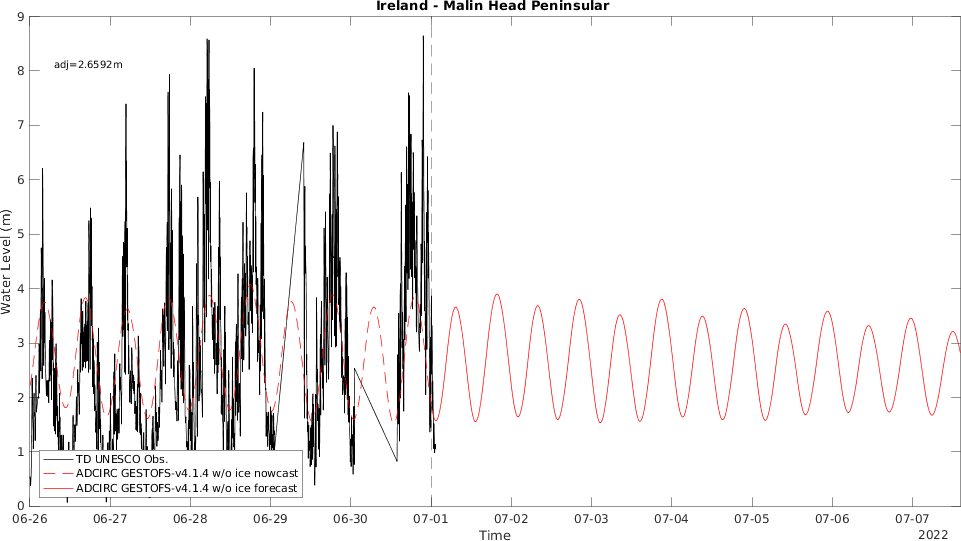 Ireland - Malin Head Peninsular
adj=2.6592m
9
8
7
6
5
4
3
2
1
0
Water Level (m)
TD UNESCO Obs.
ADCIRC GESTOFS-v4.1.4 w/o ice nowcast
ADCIRC GESTOFS-v4.1.4 w/o ice forecast
06-26 06-27 06-28 06-29 06-30 07-01 07-02 07-03 07-04 07-05 07-06 07-07
Time
2022